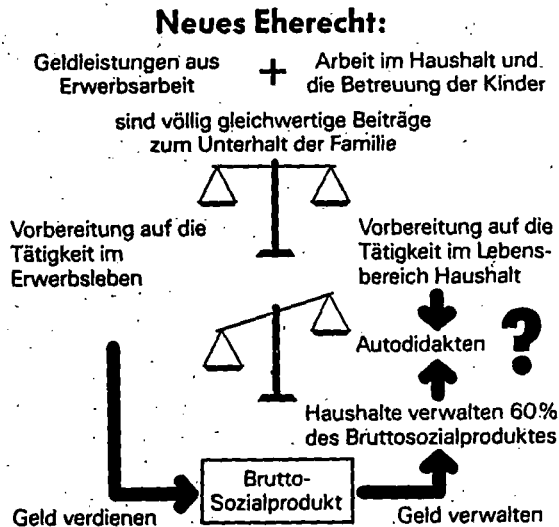 Neues Eherecht:
Geldleistungen aus
Erwerbsarbeit
+
Arbeit im Haushalt und
die Betreuung der Kinder
sind völlig gleichwertige Beiträge
zum Unterhalt der Familie
Vorbereitung auf die
Tätigkeit im
Erwerbsleben
Vorbereitung auf die
Tätigkeit im Lebens-
bereich Haushalt
Autodidakten
?
Haushalte verwalten 60%
des Bruttosozialproduktes
Brutto-
Sozialprodukt
Geld verdienen
Geld verwalten